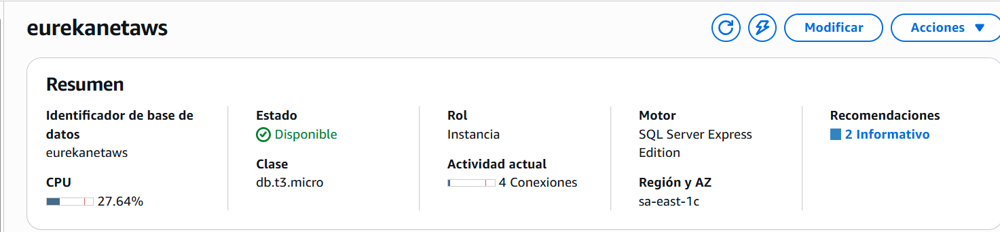 eurekanetaws
Modificar
Acciones
Resumen
Identificador de base de
datos
eurekanetaws
CPU
27.64%
Estado
Disponible
Clase
db.t3.micro
Rol
Instancia
Actividad actual
4 Conexiones
Motor
SQL Server Express
Edition
Región y AZ
sa-east-1c
Recomendaciones
2 Informativo